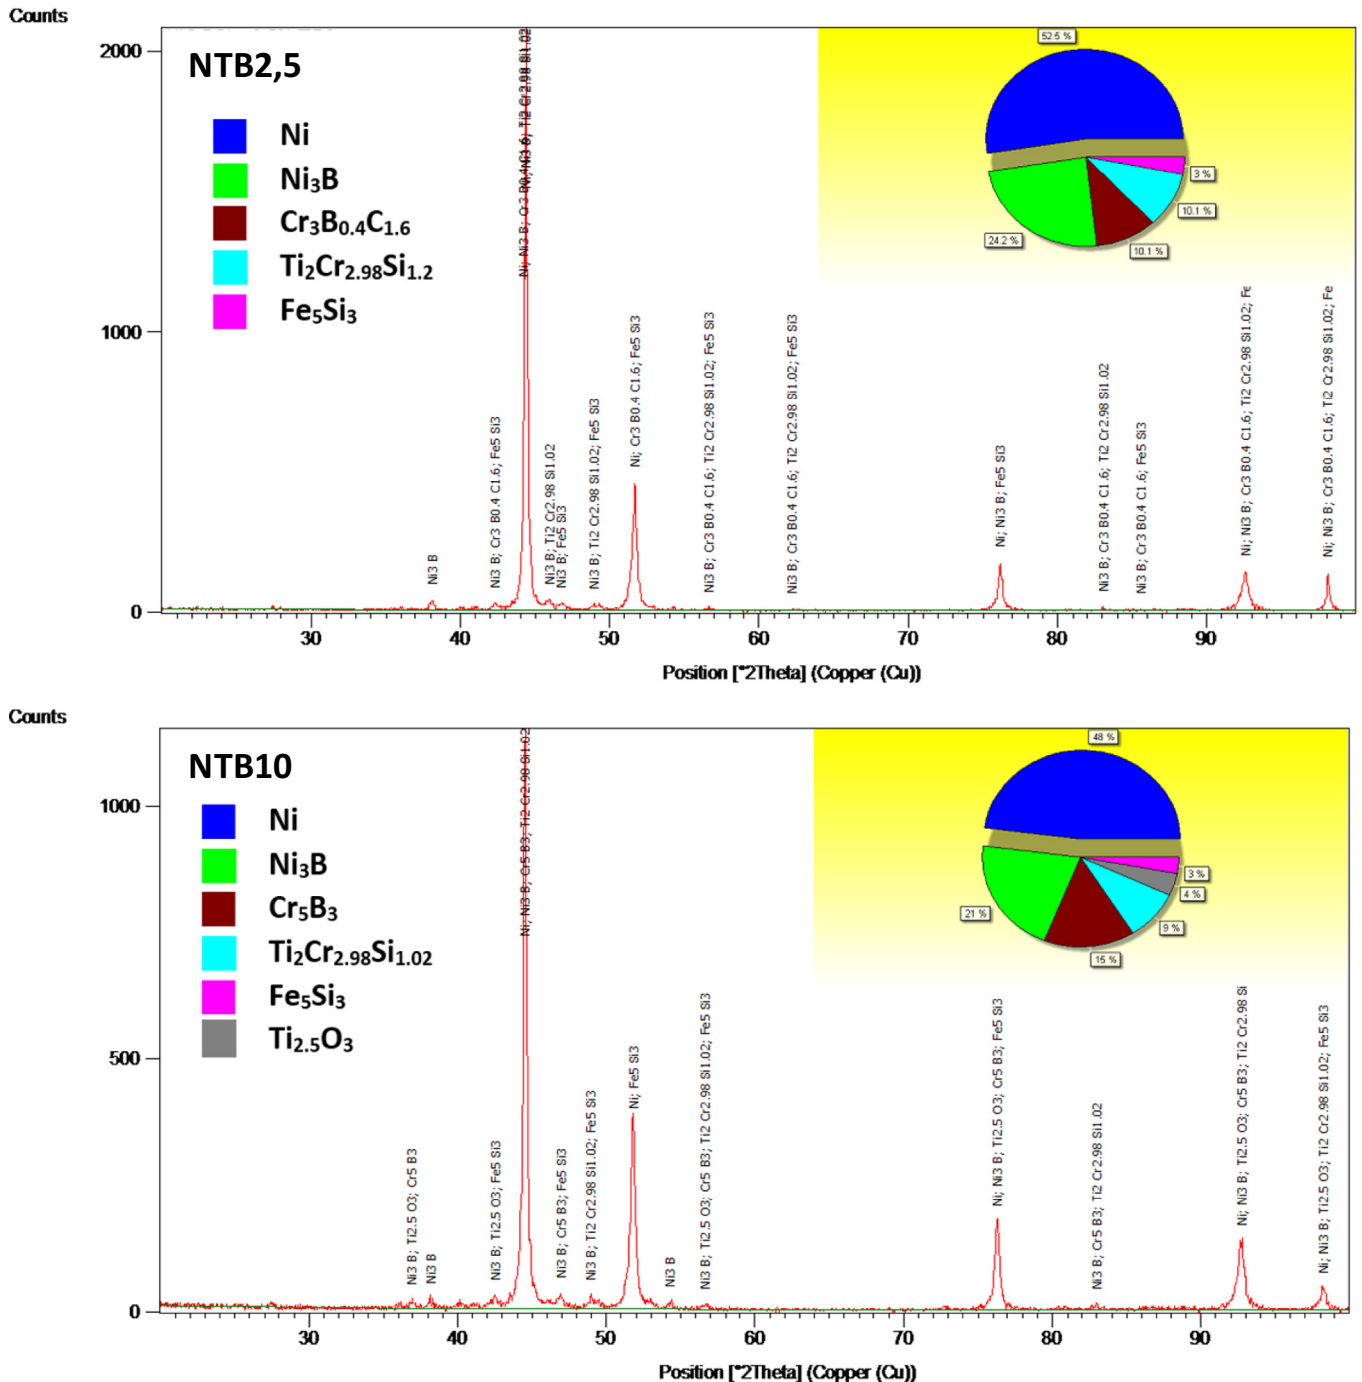 Counts
2000
NTB2,5
52.5 %
Ni
Ni3B
3 %
Cr3B0.4C1.6
10.1 %
24.2 %
10.1 %
Ti2Cr2.98Si1.2
Fe5Si3
1000
0
Ni3 B
Ni3 B; Cr3 B0.4 C1.6; Fe5 Si3
Ni; Ni3 B; Cr3 B0.4 C1.6; Ti2 Cr2.98 Si1.02
Ni3 B; Ti2 Cr2.98 Si1.02
Ni3 B; Fe5 Si3
Ni3 B; Ti2 Cr2.98 Si1.02; Fe5 Si3
Ni; Cr3 B0.4 C1.6; Fe5 Si3
Ni3 B; Cr3 B0.4 C1.6; Ti2 Cr2.98 Si1.02; Fe5 Si3
Ni3 B; Cr3 B0.4 C1.6; Ti2 Cr2.98 Si1.02; Fe5 Si3
Ni; Ni3 B; Fe5 Si3
Ni3 B; Cr3 B0.4 C1.6; Ti2 Cr2.98 Si1.02
Ni3 B; Cr3 B0.4 C1.6; Fe5 Si3
Ni; Ni3 B; Cr3 B0.4 C1.6; Ti2 Cr2.98 Si1.02; Fe
Ni; Ni3 B; Cr3 B0.4 C1.6; Ti2 Cr2.98 Si1.02; Fe
30 40 50 60 70 80 90
Position [°2Theta] (Copper (Cu))
Counts
NTB10
48 %
1000
Ni
Ni3B
3 %
Cr5B3
4 %
21 %
9 %
Ti2Cr2.98Si1.02
15 %
Fe5Si3
Ti2.5O3
500
0
Ni3 B; Ti2.5 O3; Cr5 B3
Ni3 B
Ni3 B; Ti2.5 O3; Fe5 Si3
Ni; Ni3 B; Cr5 B3; Ti2 Cr2.98 Si1.02
Ni3 B; Cr5 B3; Fe5 Si3
Ni3 B; Ti2 Cr2.98 Si1.02; Fe5 Si3
Ni; Fe5 Si3
Ni3 B
Ni3 B; Ti2.5 O3; Cr5 B3; Ti2 Cr2.98 Si1.02; Fe5 Si3
Ni; Ni3 B; Ti2.5 O3; Cr5 B3; Fe5 Si3
Ni3 B; Cr5 B3; Ti2 Cr2.98 Si1.02
Ni; Ni3 B; Ti2.5 O3; Cr5 B3; Ti2 Cr2.98 Si
Ni; Ni3 B; Ti2.5 O3; Ti2 Cr2.98 Si1.02; Fe5 Si3
30 40 50 60 70 80 90
Position [°2Theta] (Copper (Cu))